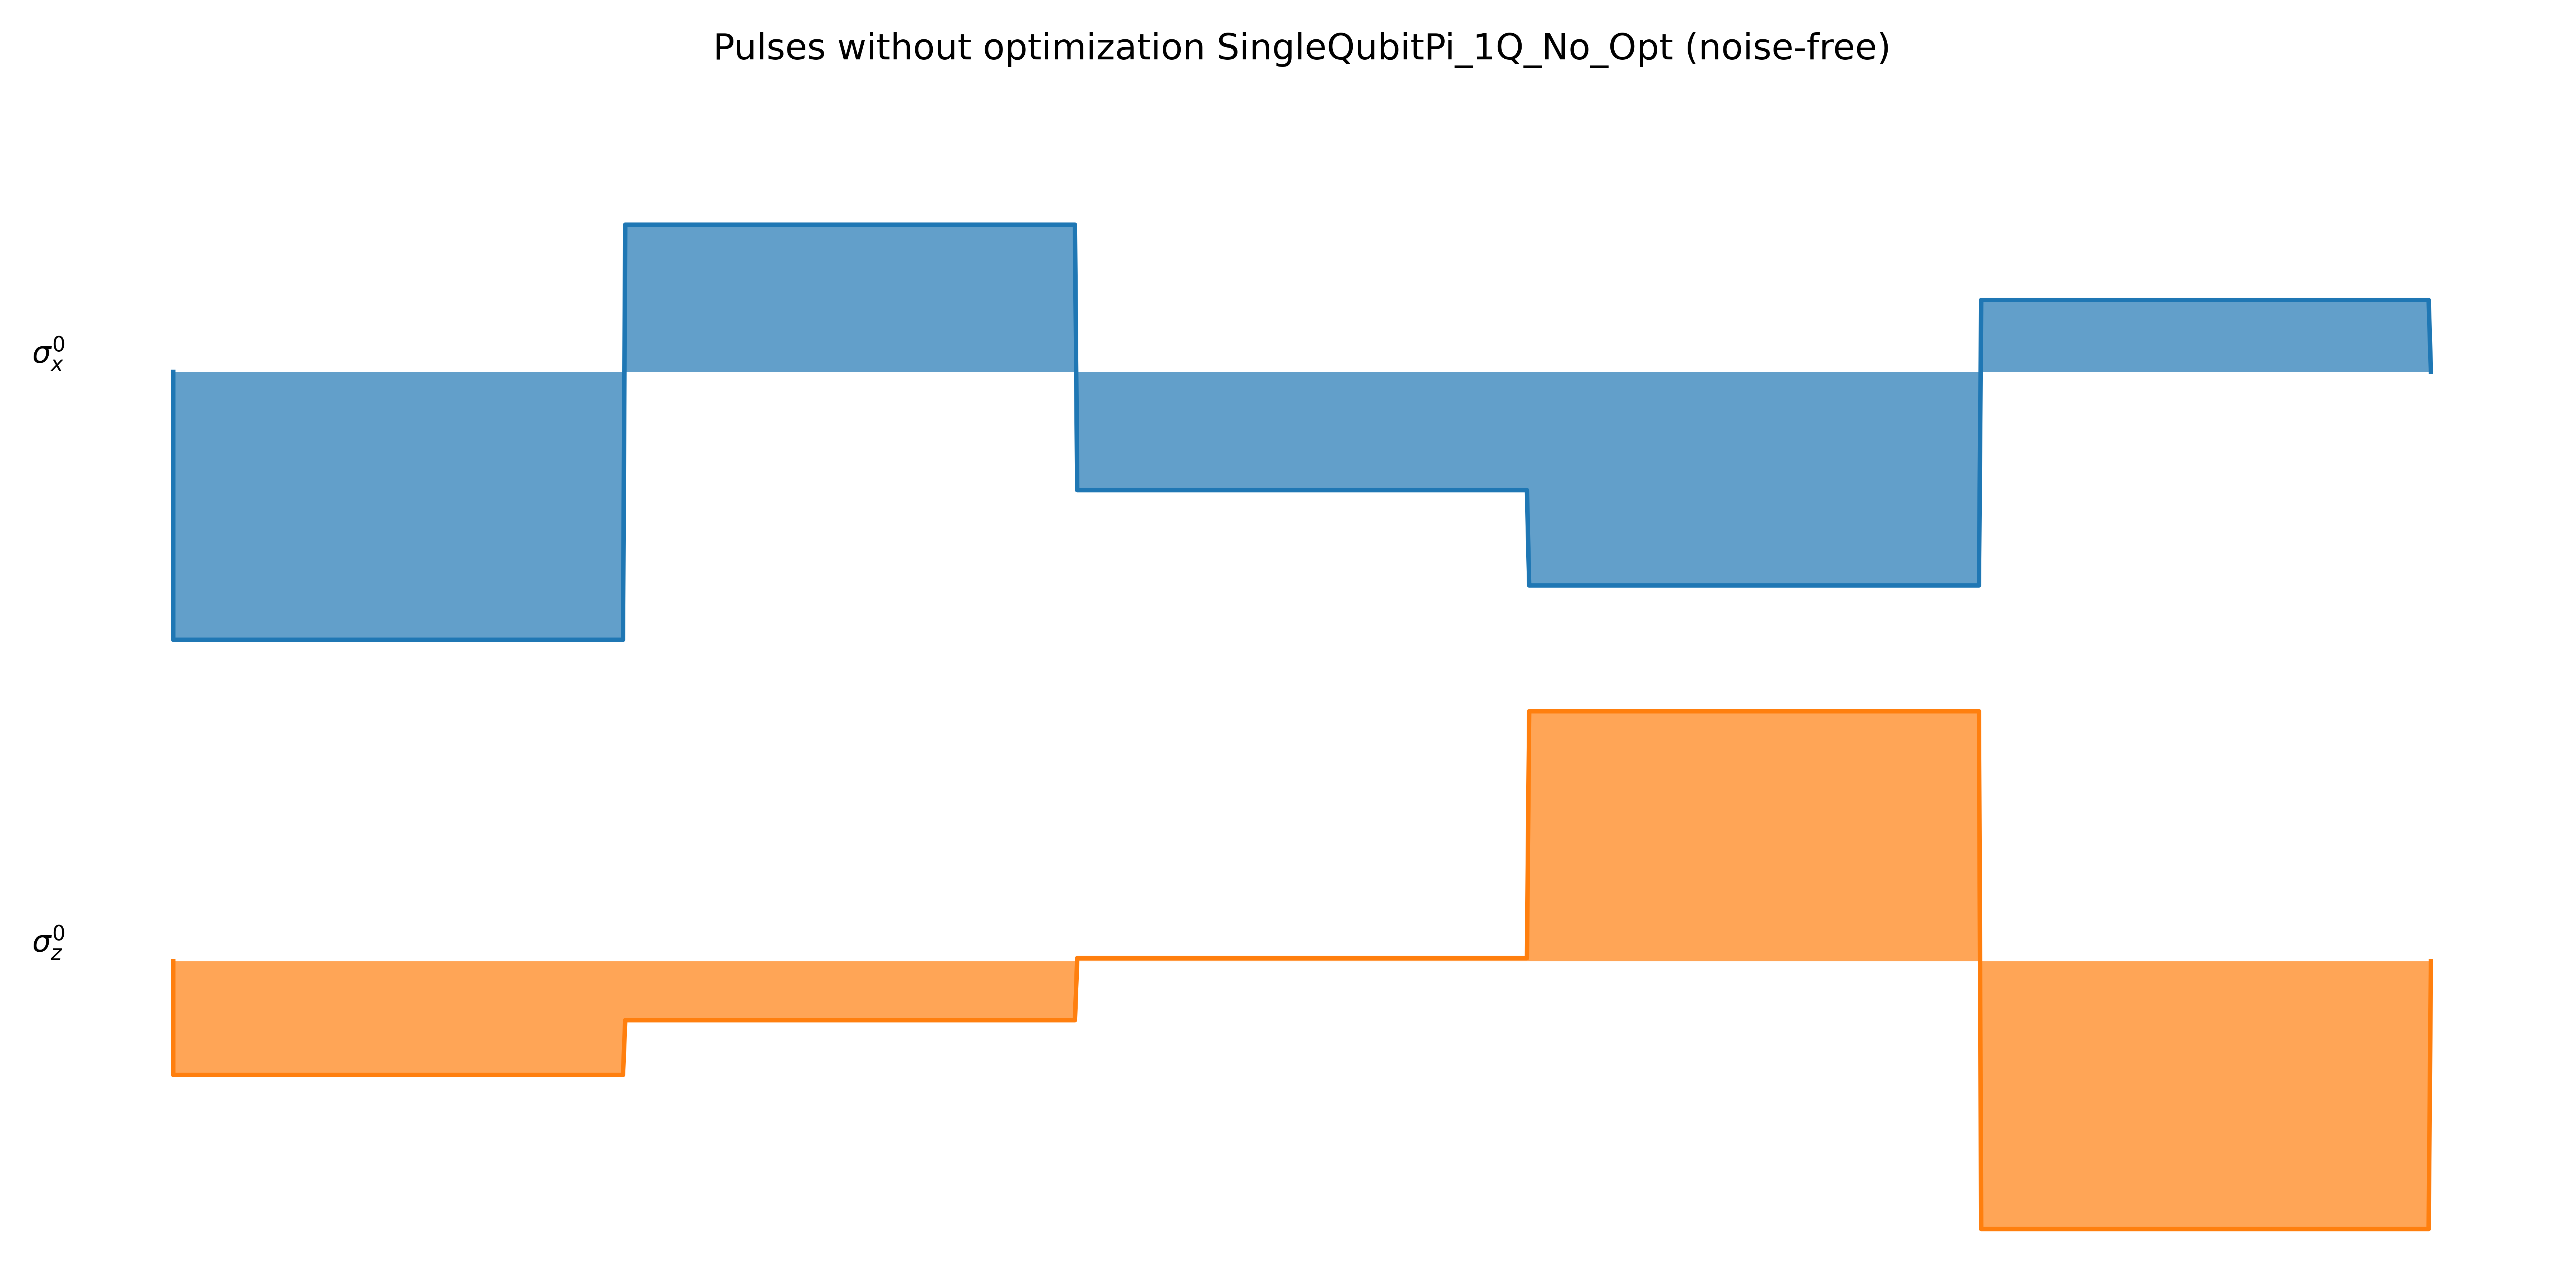 Pulses without optimization SingleQubitPi_1Q_No_Opt (noise-free)
σ_x^0
σ_z^0